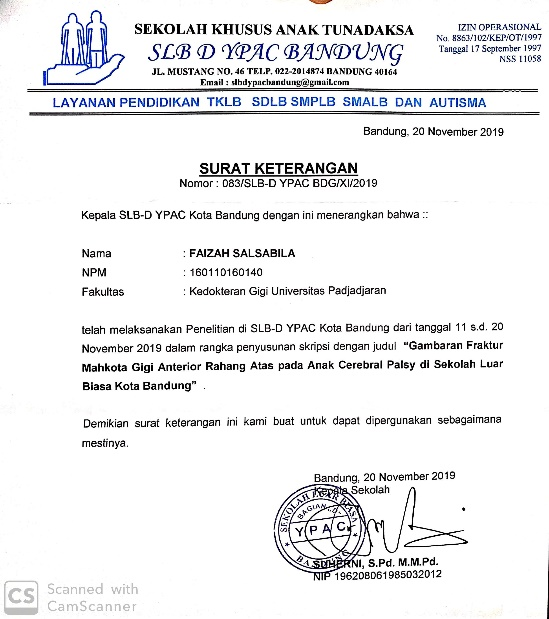 SEKOLAH KHUSUS ANAK TUNADAKSA
SLB D YPAC BANDUNG
JL. MUSTANG NO. 46 TELP. 022-2014874 BANDUNG 40164
Email : slbdypacbandung@gmail.com
IZIN OPERASIONAL
No. 8863/102/KEP/OT/1997
Tanggal 17 September 1997
NSS 11058
LAYANAN PENDIDIKAN TKLB SDLB SMPLB SMALB DAN AUTISMA
Bandung, 20 November 2019
SURAT KETERANGAN
Nomor : 083/SLB-D YPAC BDG/XI/2019
Kepala SLB-D YPAC Kota Bandung dengan ini menerangkan bahwa ::
Nama : FAIZAH SALSABILA
NPM : 160110160140
Fakultas : Kedokteran Gigi Universitas Padjadjaran
telah melaksanakan Penelitian di SLB-D YPAC Kota Bandung dari tanggal 11 s.d. 20
November 2019 dalam rangka penyusunan skripsi dengan judul "Gambaran Fraktur
Mahkota Gigi Anterior Rahang Atas pada Anak Cerebral Palsy di Sekolah Luar
Biasa Kota Bandung" .
Demikian surat keterangan ini kami buat untuk dapat dipergunakan sebagaimana
mestinya.
Bandung, 20 November 2019
Kepala Sekolah
SEKOLAH LUAR BIASA
BAGIAN D
YPAC
BANDUNG
SUHERNI, S.Pd. M.M.Pd.
NIP 196208061985032012
CS Scanned with
CamScanner